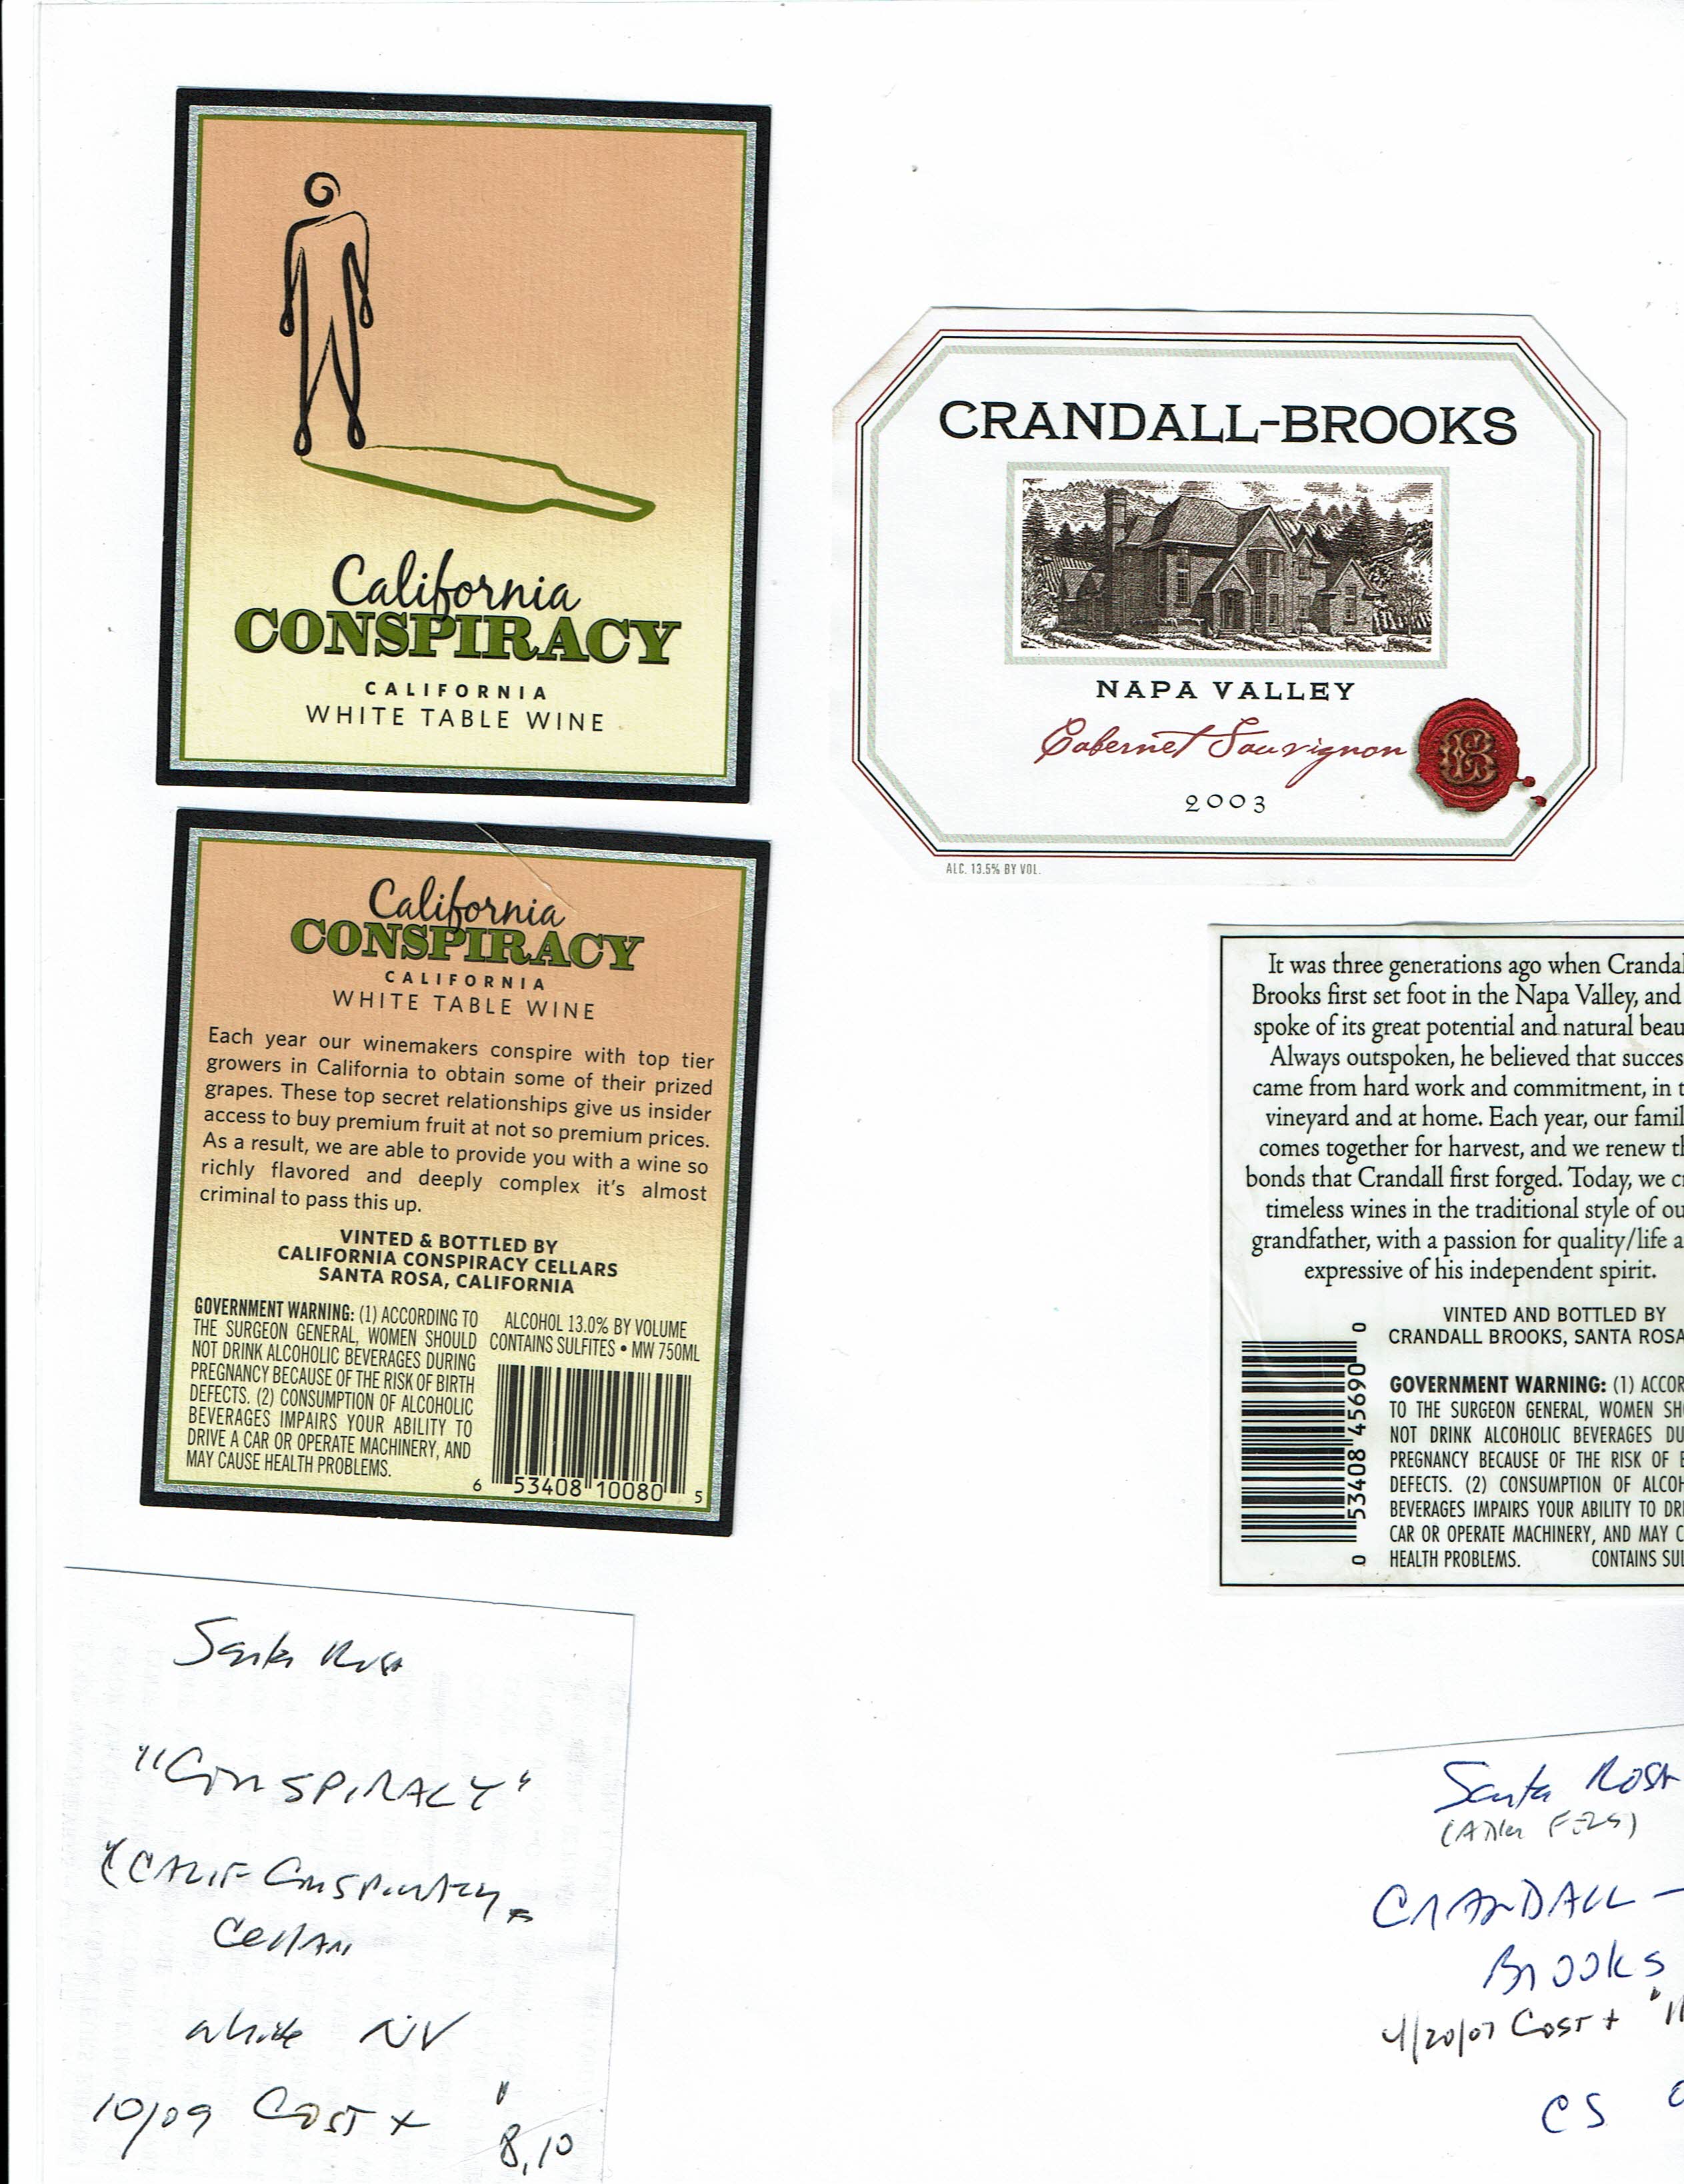 California
CONSPIRACY
CALIFORNIA
WHITE TABLE WINE
California
CONSPIRACY
CALIFORNIA
WHITE TABLE WINE
Each year our winemakers conspire with top tier
growers in California to obtain some of their prized
grapes. These top secret relationships give us insider
access to buy premium fruit at not so premium prices.
As a result, we are able to provide you with a wine so
richly flavored and deeply complex it's almost
criminal to pass this up.
VINTED & BOTTLED BY
CALIFORNIA CONSPIRACY CELLARS
SANTA ROSA, CALIFORNIA
GOVERNMENT WARNING: (1) ACCORDING TO
THE SURGEON GENERAL, WOMEN SHOULD
NOT DRINK ALCOHOLIC BEVERAGES DURING
PREGNANCY BECAUSE OF THE RISK OF BIRTH
DEFECTS. (2) CONSUMPTION OF ALCOHOLIC
BEVERAGES IMPAIRS YOUR ABILITY TO
DRIVE A CAR OR OPERATE MACHINERY, AND
MAY CAUSE HEALTH PROBLEMS.
ALCOHOL 13.0% BY VOLUME
CONTAINS SULFITES • MW 750ML
6 53408 10080 5
Santa Rosa
"CONSPIRACY"
(CALIF Conspiracy
Cellars
white NV
10/09 Cost + 8,10
CRANDALL-BROOKS
NAPA VALLEY
Cabernet Sauvignon
2003
ALC. 13.5% BY VOL.
It was three generations ago when Crandal
Brooks first set foot in the Napa Valley, and
spoke of its great potential and natural beau
Always outspoken, he believed that succes
came from hard work and commitment, in t
vineyard and at home. Each year, our famil
comes together for harvest, and we renew th
bonds that Crandall first forged. Today, we cr
timeless wines in the traditional style of ou
grandfather, with a passion for quality/life a
expressive of his independent spirit.
VINTED AND BOTTLED BY
CRANDALL BROOKS, SANTA ROSA
0 53408 45690 0
GOVERNMENT WARNING: (1) ACCOR
TO THE SURGEON GENERAL, WOMEN SH
NOT DRINK ALCOHOLIC BEVERAGES DU
PREGNANCY BECAUSE OF THE RISK OF B
DEFECTS. (2) CONSUMPTION OF ALCOH
BEVERAGES IMPAIRS YOUR ABILITY TO DR
CAR OR OPERATE MACHINERY, AND MAY C
HEALTH PROBLEMS. CONTAINS SUL
Santa Rosa
CRANDALL -
Brooks
4/20/07 Cost +
CS